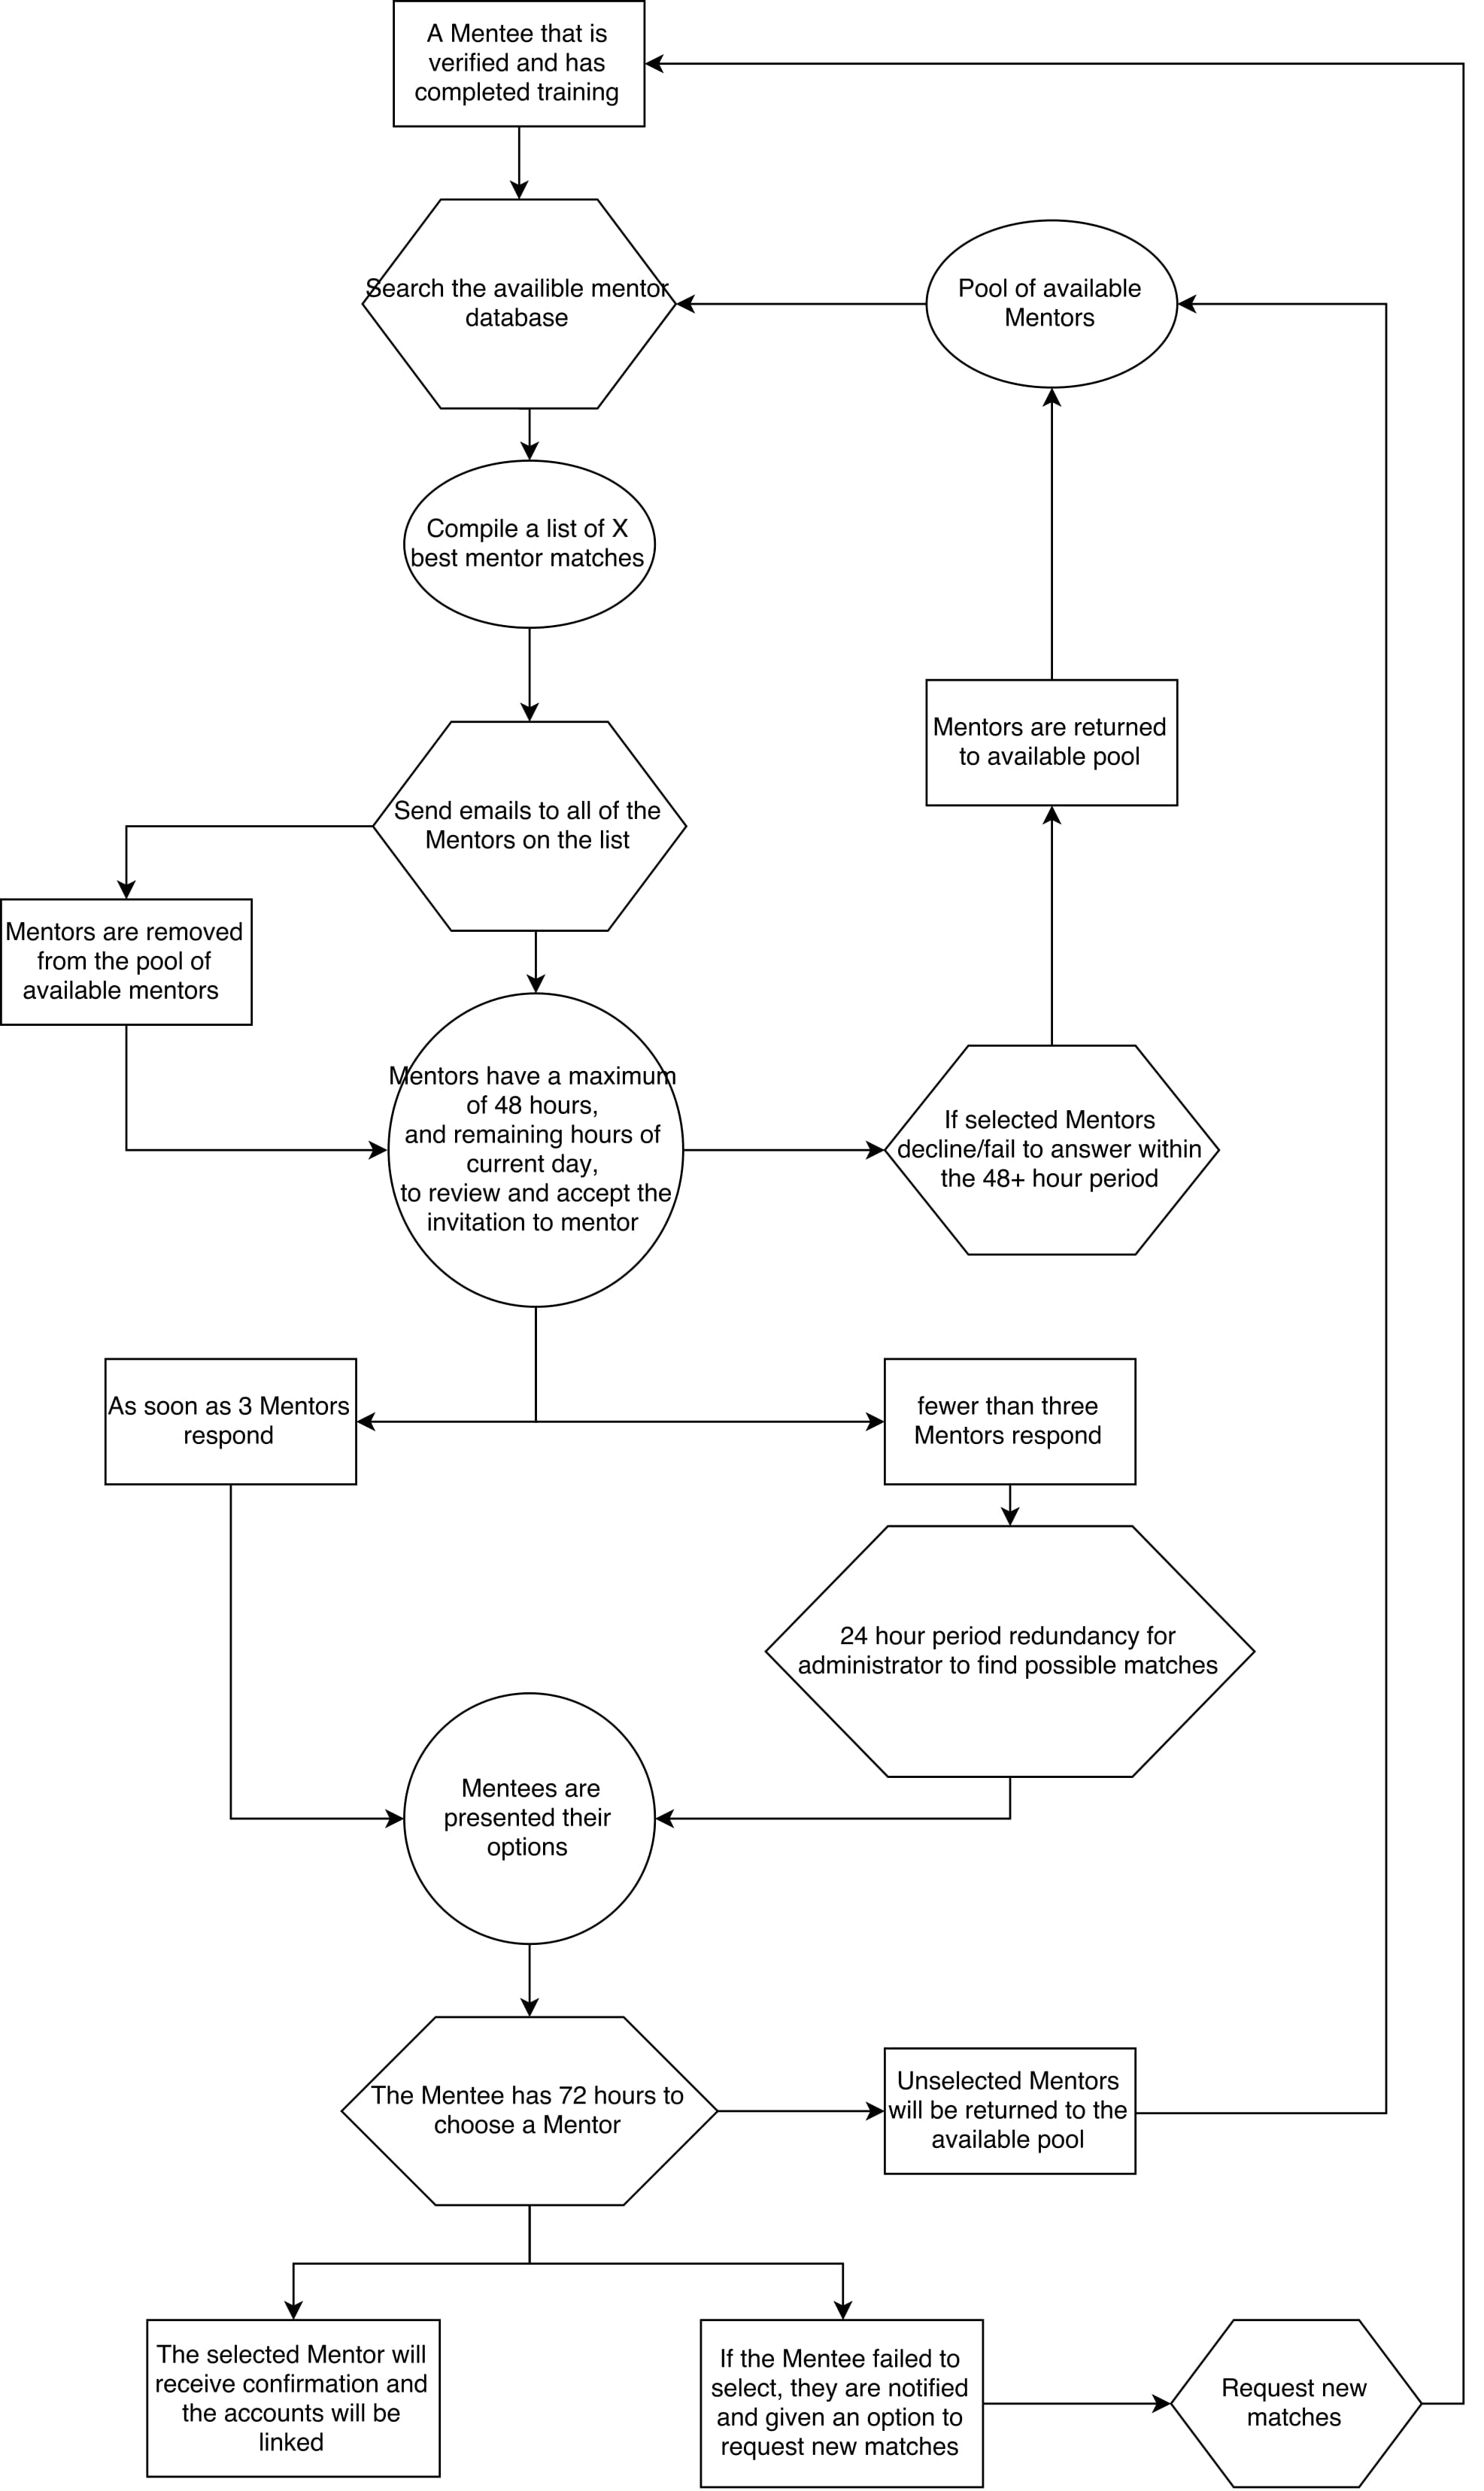 A Mentee that is
verified and has
completed training
Search the availible mentor
database
Pool of available
Mentors
Compile a list of X
best mentor matches
Mentors are returned
to available pool
Send emails to all of the
Mentors on the list
Mentors are removed
from the pool of
available mentors
Mentors have a maximum
of 48 hours,
and remaining hours of
current day,
to review and accept the
invitation to mentor
If selected Mentors
decline/fail to answer within
the 48+ hour period
As soon as 3 Mentors
respond
fewer than three
Mentors respond
24 hour period redundancy for
administrator to find possible matches
Mentees are
presented their
options
The Mentee has 72 hours to
choose a Mentor
Unselected Mentors
will be returned to the
available pool
The selected Mentor will
receive confirmation and
the accounts will be
linked
If the Mentee failed to
select, they are notified
and given an option to
request new matches
Request new
matches